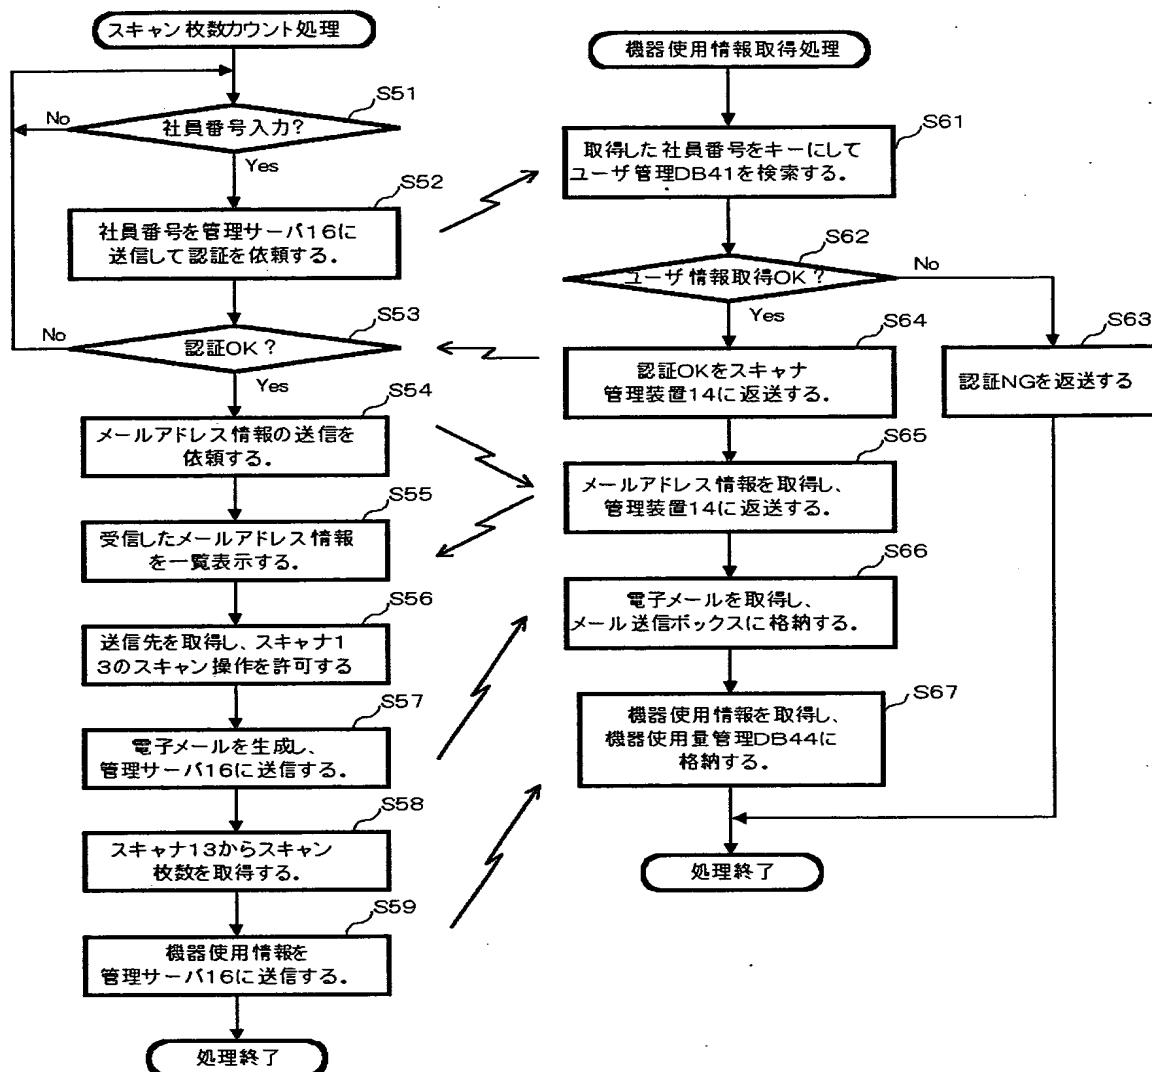 スキャン枚数カウント処理
S51
社員番号入力?
No
Yes
S52
社員番号を管理サーバ16に
送信して認証を依頼する。
S53
認証OK?
No
Yes
S54
メールアドレス情報の送信を
依頼する。
S55
受信したメールアドレス情報
を一覧表示する。
S56
送信先を取得し、スキャナ1
3のスキャン操作を許可する
S57
電子メールを生成し、
管理サーバ16に送信する。
S58
スキャナ13からスキャン
枚数を取得する。
S59
機器使用情報を
管理サーバ16に送信する。
処理終了
機器使用情報取得処理
S61
取得した社員番号をキーにして
ユーザ管理DB41を検索する。
S62
ユーザ情報取得OK?
No
Yes
S63
認証NGを返送する
S64
認証OKをスキャナ
管理装置14に返送する。
S65
メールアドレス情報を取得し、
管理装置14に返送する。
S66
電子メールを取得し、
メール送信ボックスに格納する。
S67
機器使用情報を取得し、
機器使用量管理DB44に
格納する。
処理終了